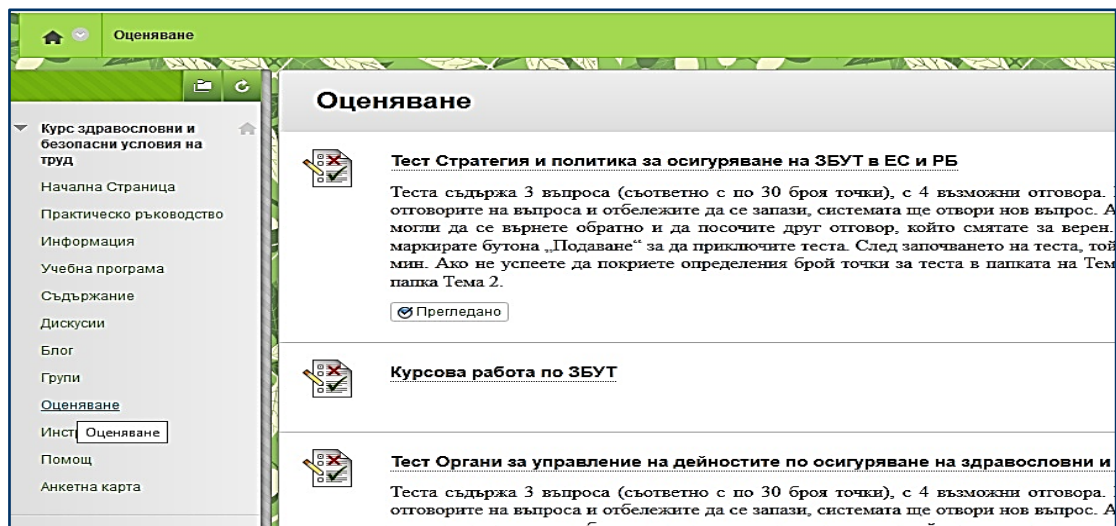 Оценяване
Курс здравословни и
безопасни условия на
труд
Начална Страница
Практическо ръководство
Информация
Учебна програма
Съдържание
Дискусии
Блог
Групи
Оценяване
Инст
Оценяване
Помощ
Анкетна карта
Оценяване
Тест Стратегия и политика за осигуряване на ЗБУТ в ЕС и РБ
Теста съдържа 3 въпроса (съответно с по 30 броя точки), с 4 възможни отговора.
отговорите на въпроса и отбележите да се запази, системата ще отвори нов въпрос. А
могли да се върнете обратно и да посочите друг отговор, който смятате за верен.
маркирате бутона „Подаване“ за да приключите теста. След започването на теста, той
мин. Ако не успеете да покриете определения брой точки за теста в папката на Тем
папка Тема 2.
Прегледано
Курсова работа по ЗБУТ
Тест Органи за управление на дейностите по осигуряване на здравословни и
Теста съдържа 3 въпроса (съответно с по 30 броя точки), с 4 възможни отговора.
отговорите на въпроса и отбележите да се запази, системата ще отвори нов въпрос. А